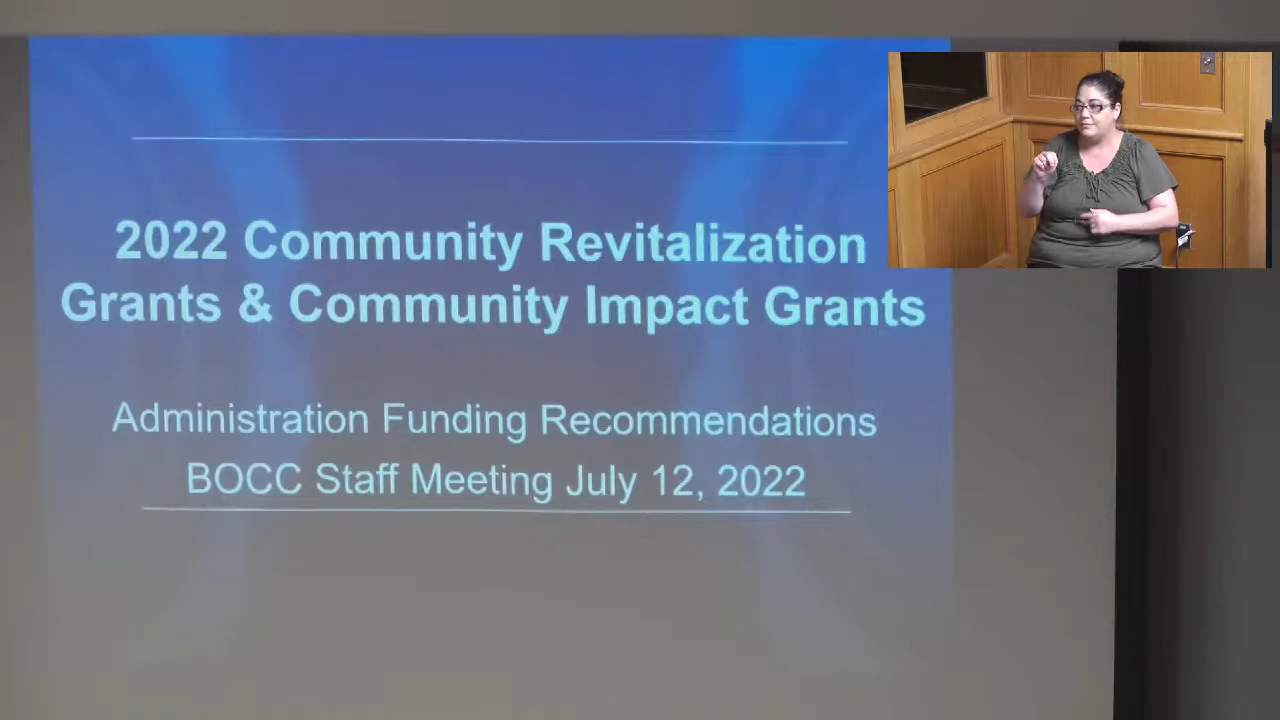 2022 Community Revitalization
Grants & Community Impact Grants
Administration Funding Recommendations
BOCC Staff Meeting July 12, 2022